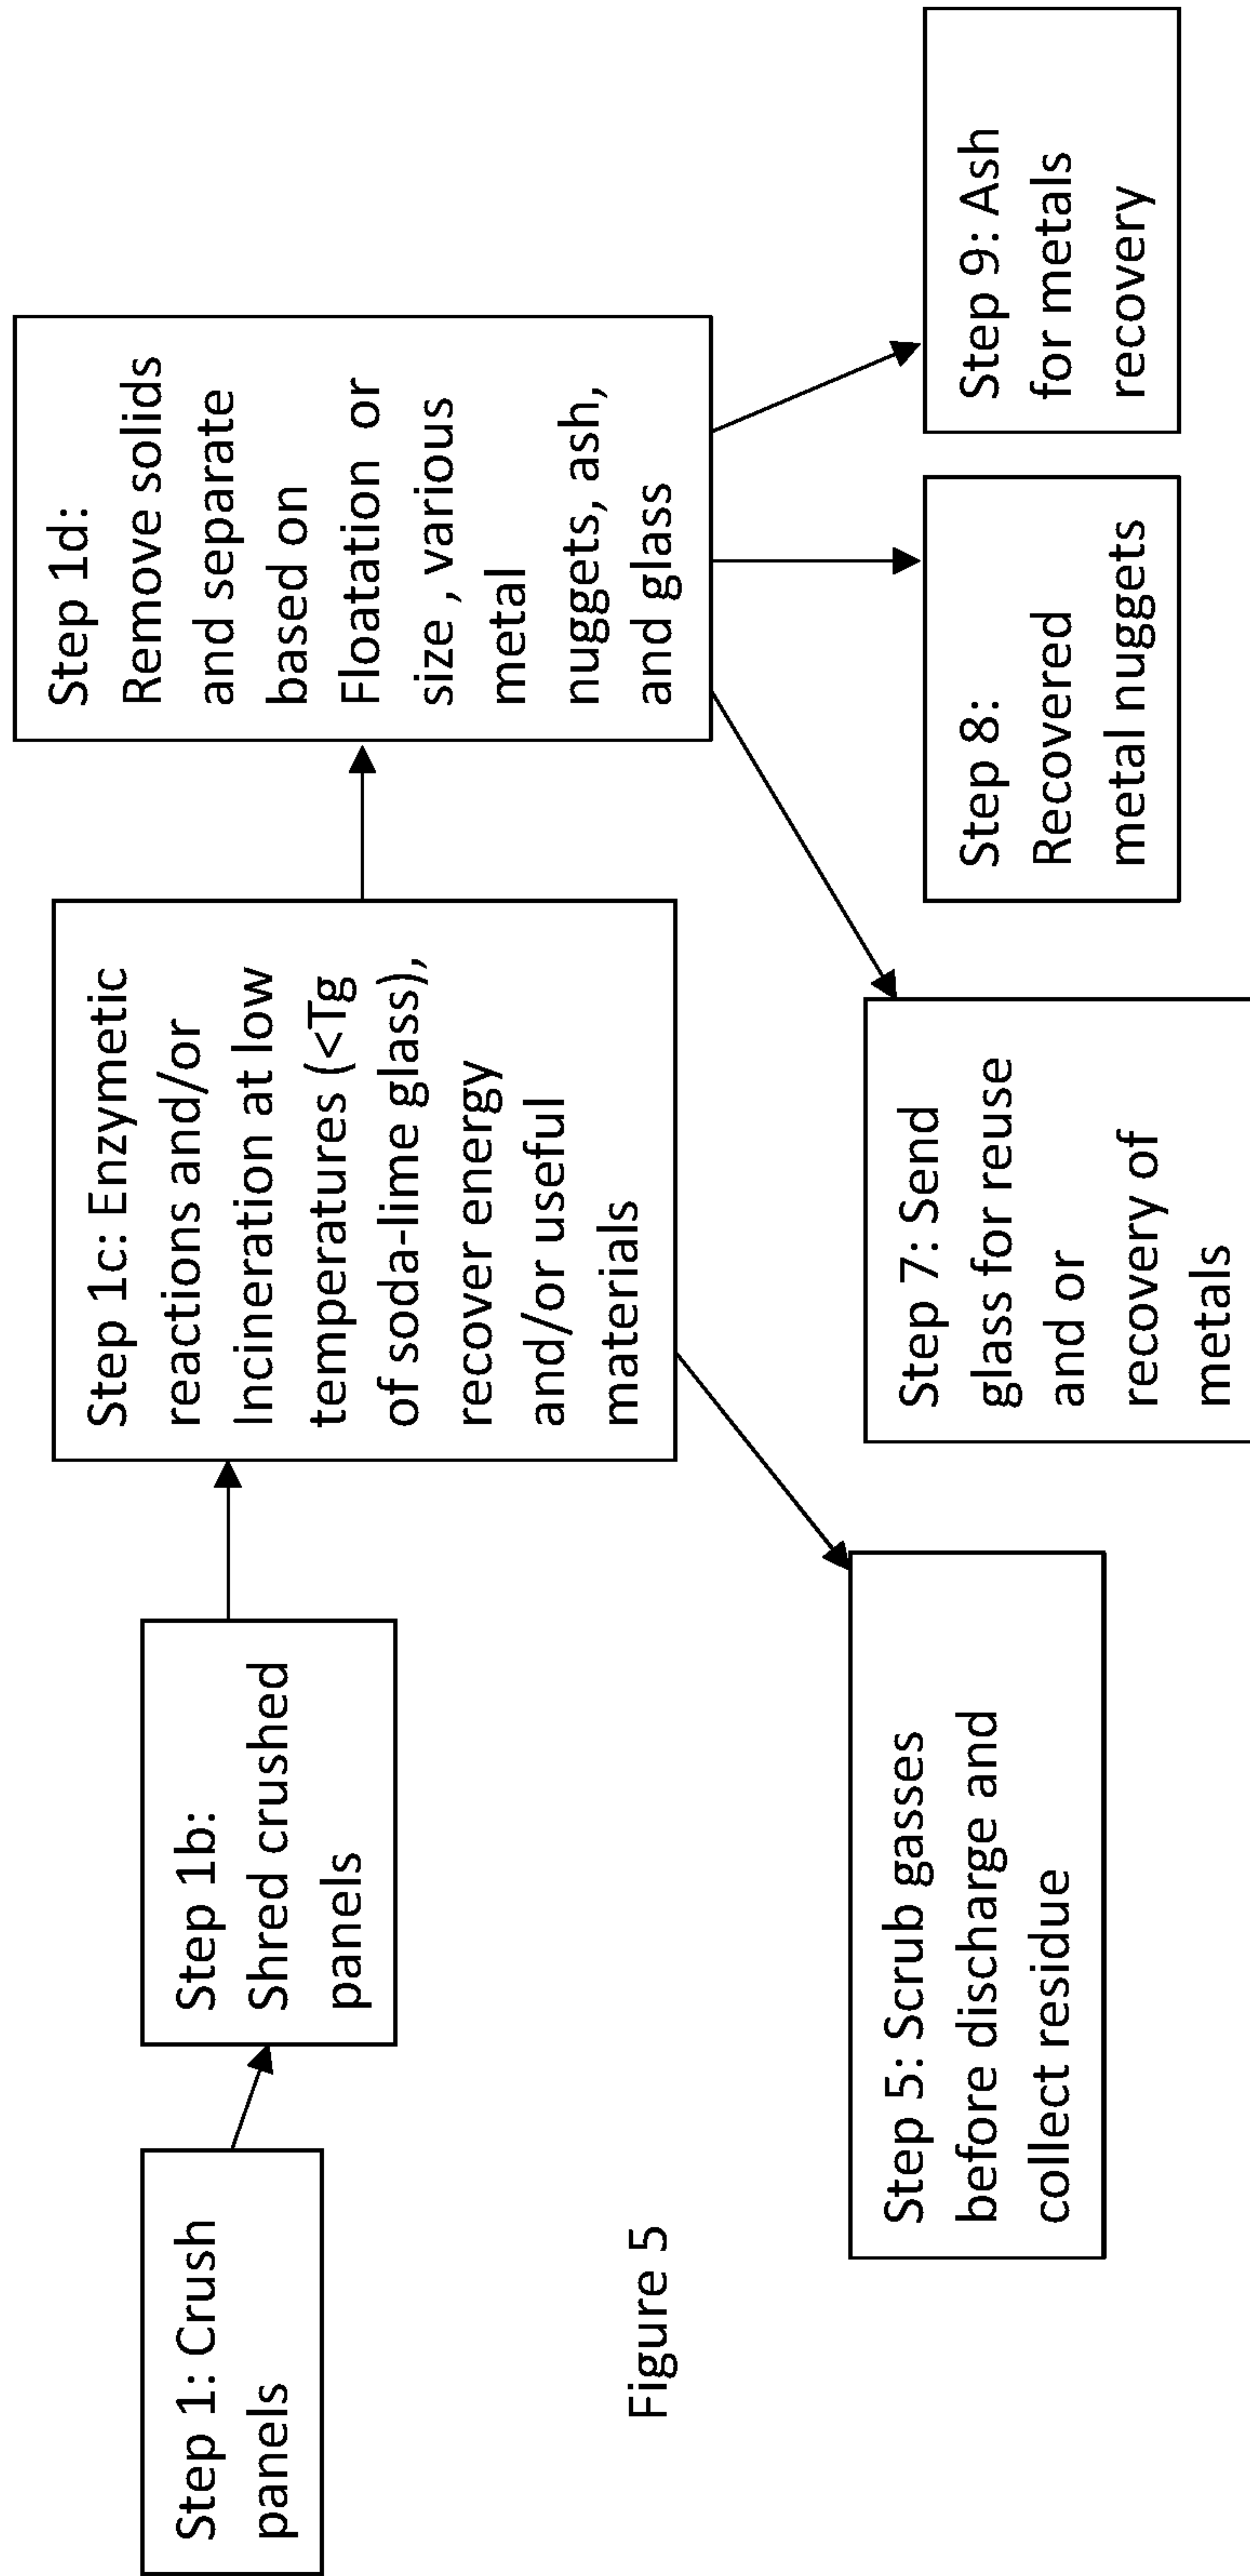 Step 1: Crush
panels
Step 1b:
Shred crushed
panels
Step 1c: Enzymetic
reactions and/or
Incineration at low
temperatures (<Tg
of soda-lime glass),
recover energy
and/or useful
materials
Step 1d:
Remove solids
and separate
based on
Floatation or
size , various
metal
nuggets, ash,
and glass
Figure 5
Step 5: Scrub gasses
before discharge and
collect residue
Step 7: Send
glass for reuse
and or
recovery of
metals
Step 8:
Recovered
metal nuggets
Step 9: Ash
for metals
recovery